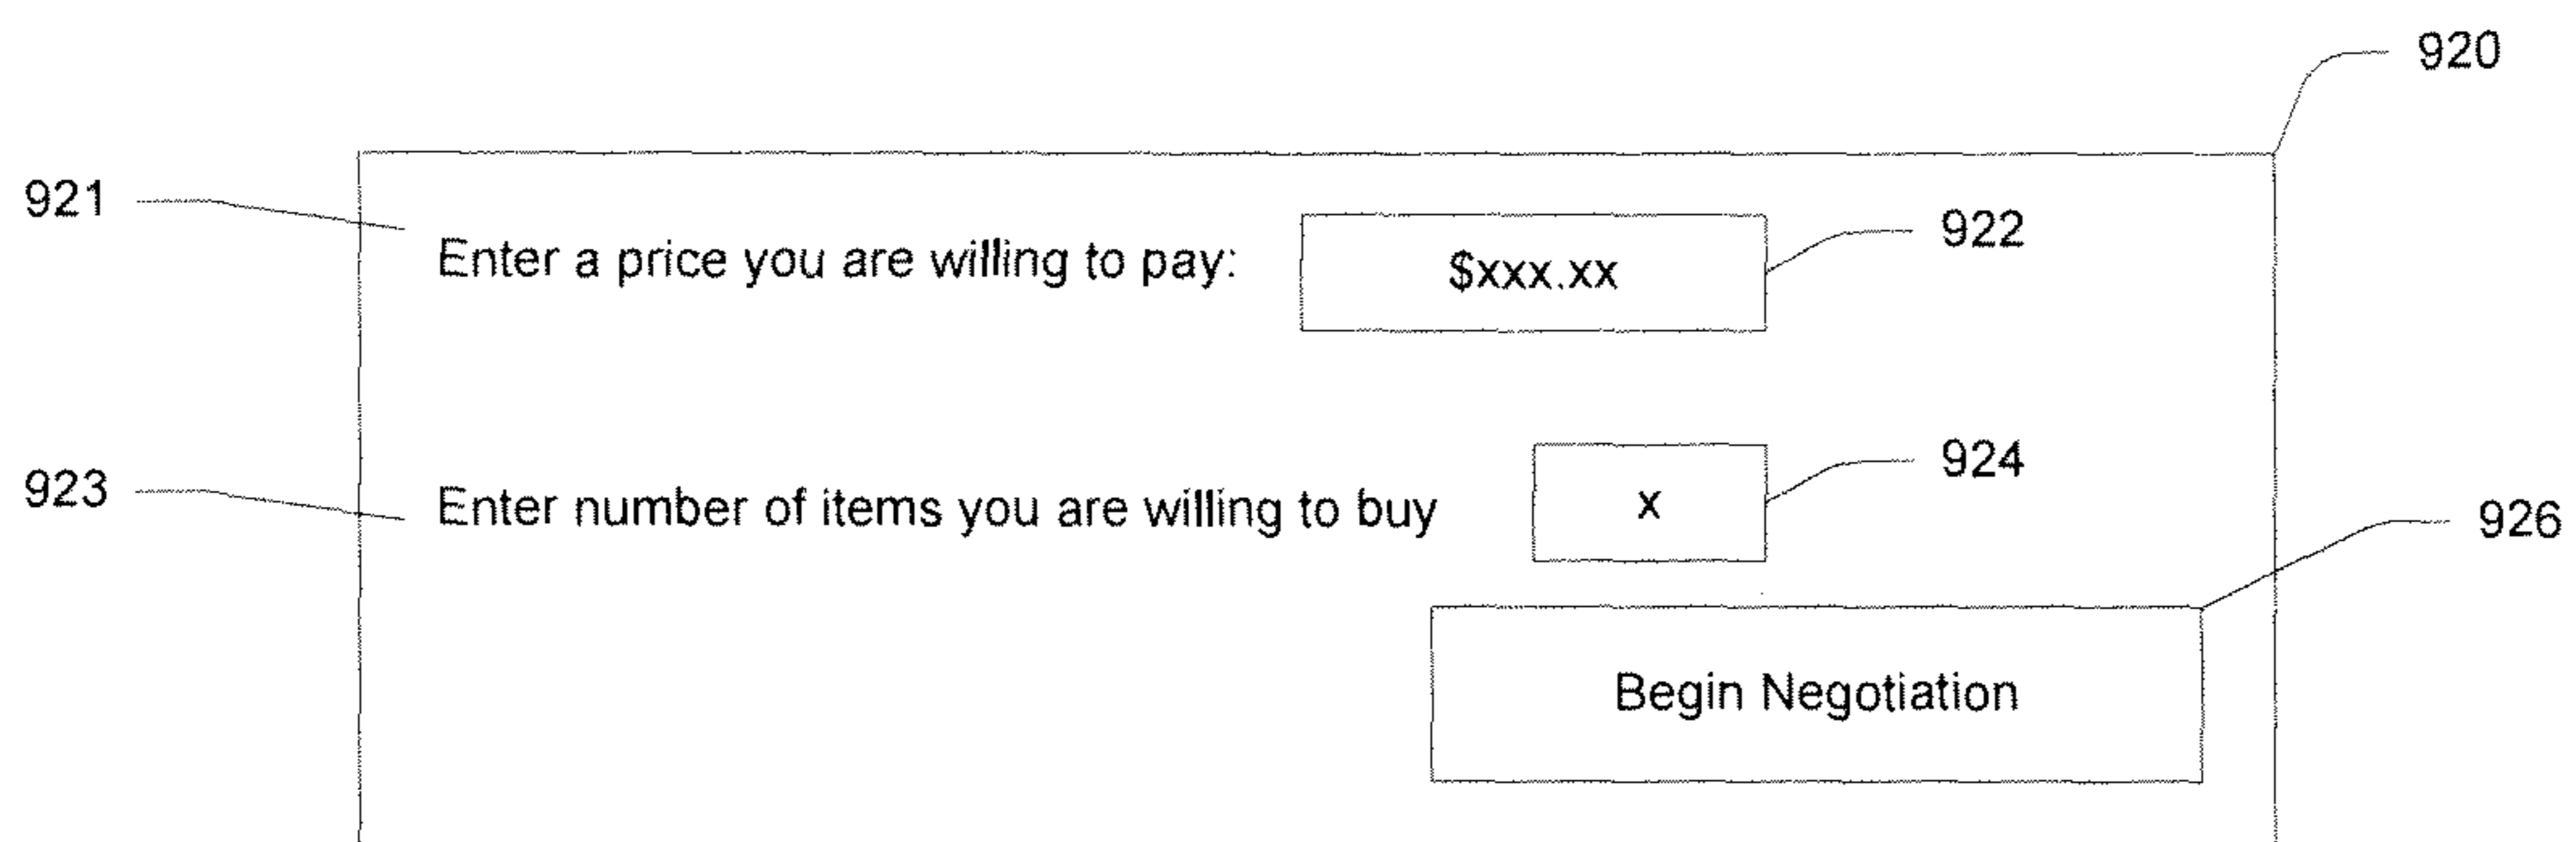 920
921
Enter a price you are willing to pay:
$xxx.xx
922
923
Enter number of items you are willing to buy
x
924
926
Begin Negotiation